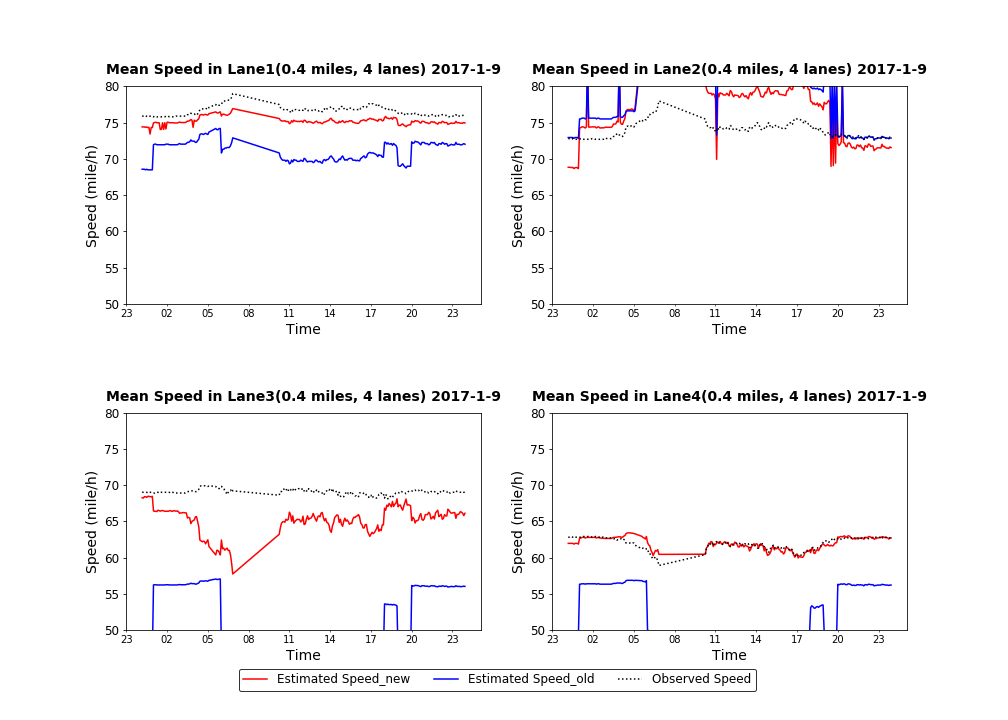 Mean Speed in Lane1(0.4 miles, 4 lanes) 2017-1-9
Mean Speed in Lane2(0.4 miles, 4 lanes) 2017-1-9
80
75
70
65
60
55
50
Speed (mile/h)
23 02 05 08 11 14 17 20 23
Time
80
75
70
65
60
55
50
Speed (mile/h)
23 02 05 08 11 14 17 20 23
Time
Mean Speed in Lane3(0.4 miles, 4 lanes) 2017-1-9
Mean Speed in Lane4(0.4 miles, 4 lanes) 2017-1-9
80
75
70
65
60
55
50
Speed (mile/h)
23 02 05 08 11 14 17 20 23
Time
80
75
70
65
60
55
50
Speed (mile/h)
23 02 05 08 11 14 17 20 23
Time
Estimated Speed_new Estimated Speed_old Observed Speed